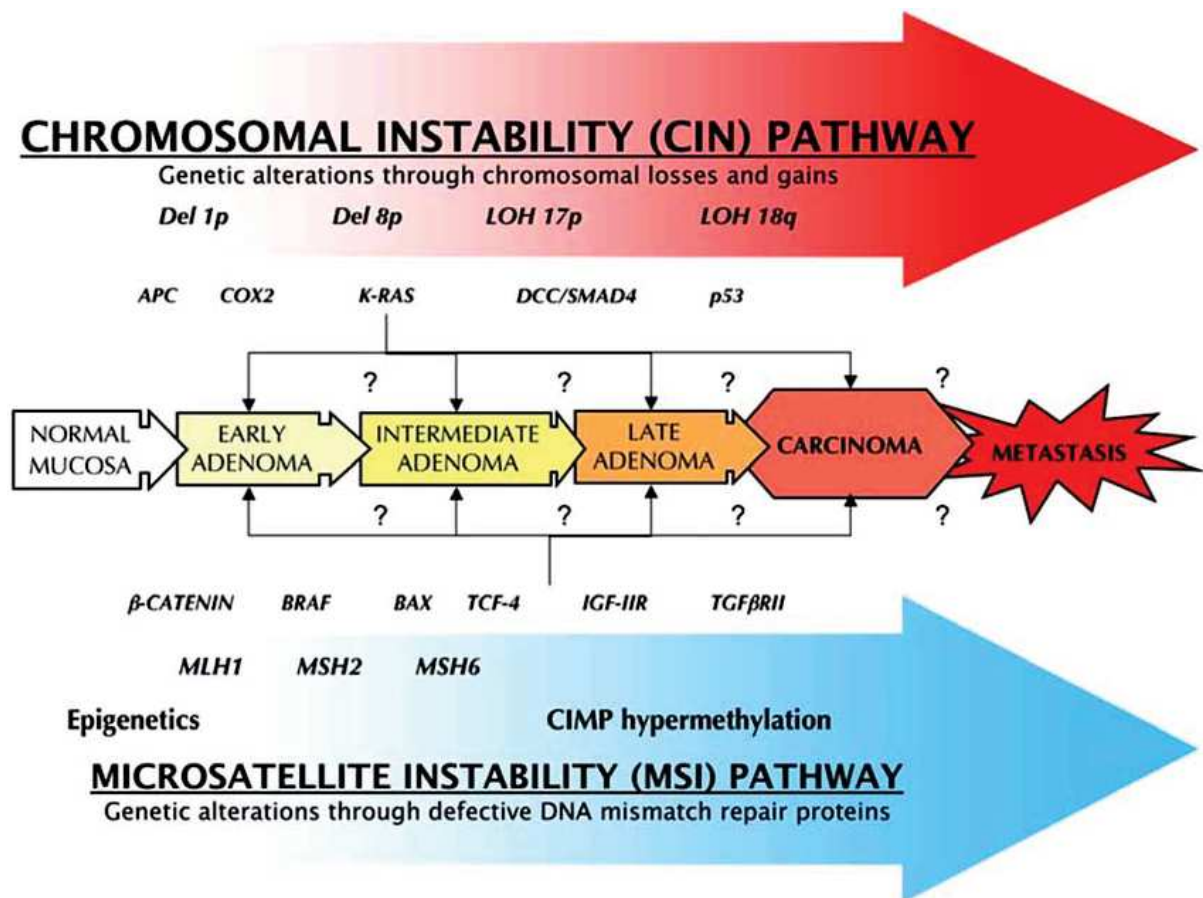 CHROMOSOMAL INSTABILITY (CIN) PATHWAY
Genetic alterations through chromosomal losses and gains
Del 1p Del 8p LOH 17p LOH 18q
APC COX2 K-RAS DCC/SMAD4 p53
? ? ? ?
NORMAL MUCOSA
EARLY ADENOMA
INTERMEDIATE ADENOMA
LATE ADENOMA
CARCINOMA
METASTASIS
? ? ? ?
β-CATENIN BRAF BAX TCF-4 IGF-IIR TGFβRII
MLH1 MSH2 MSH6
Epigenetics CIMP hypermethylation
MICROSATELLITE INSTABILITY (MSI) PATHWAY
Genetic alterations through defective DNA mismatch repair proteins